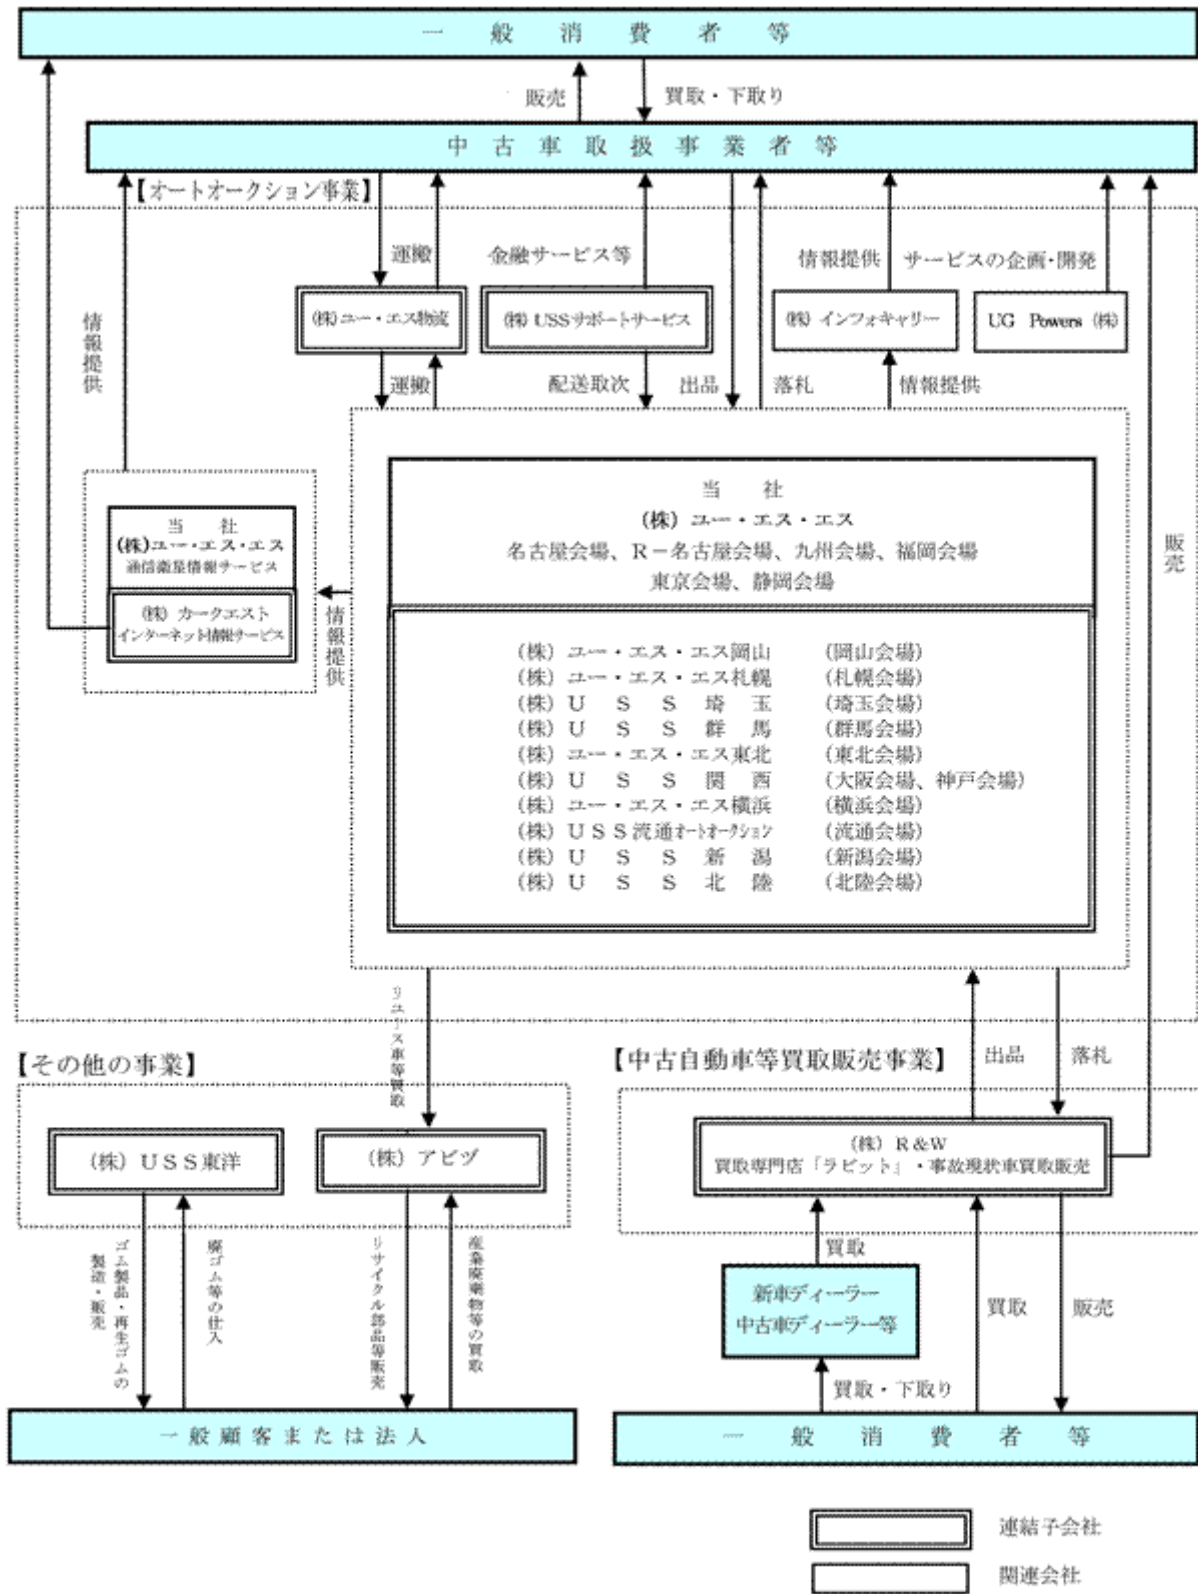 一般消費者等
販売
買取・下取り
中古車取扱事業者等
【オートオークション事業】
運搬
金融サービス等
情報提供
サービスの企画・開発
情報提供
(株)ユー・エス物流
(株)USSサポートサービス
(株)インフォキャリー
UG Powers(株)
運搬
配送取次
出品
落札
情報提供
当社
(株)ユー・エス・エス
名古屋会場、R－名古屋会場、九州会場、福岡会場
東京会場、静岡会場
当社
(株)ユー・エス・エス
通信衛星情報サービス
(株)カークエスト
インターネット情報サービス
情報提供
販売
(株)ユー・エス・エス岡山 (岡山会場)
(株)ユー・エス・エス札幌 (札幌会場)
(株)USS埼玉 (埼玉会場)
(株)USS群馬 (群馬会場)
(株)ユー・エス・エス東北 (東北会場)
(株)USS関西 (大阪会場、神戸会場)
(株)ユー・エス・エス横浜 (横浜会場)
(株)USS流通オートオークション (流通会場)
(株)USS新潟 (新潟会場)
(株)USS北陸 (北陸会場)
リユース車等買取
【その他の事業】
【中古自動車等買取販売事業】
出品
落札
(株)USS東洋
(株)アビヅ
(株)R&W
買取専門店「ラビット」・事故現状車買取販売
ゴム製品・再生ゴムの
製造・販売
廃ゴム等の仕入
リサイクル部品等販売
産業廃棄物等の買取
買取
新車ディーラー
中古車ディーラー等
買取
販売
買取・下取り
一般顧客または法人
一般消費者等
連結子会社
関連会社